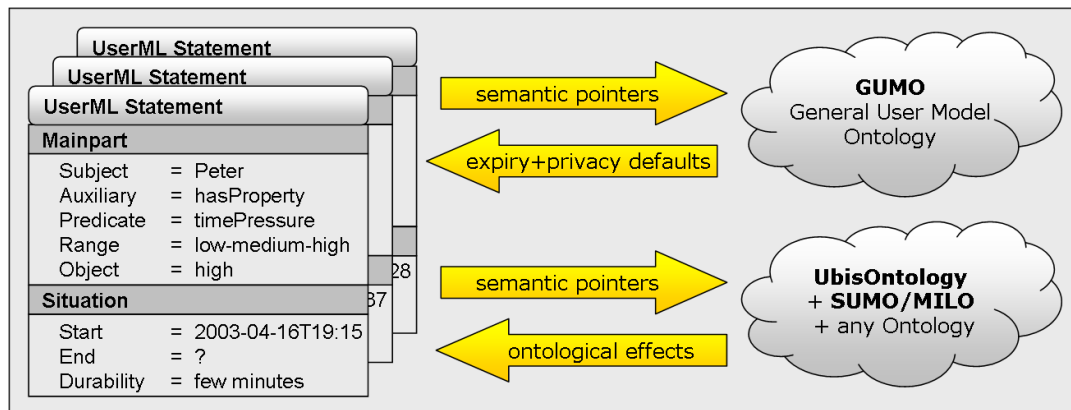 UserML Statement
UserML Statement
UserML Statement
Mainpart
Subject = Peter
Auxiliary = hasProperty
Predicate = timePressure
Range = low-medium-high
Object = high
28
Situation
37
Start = 2003-04-16T19:15
End = ?
Durability = few minutes
semantic pointers
expiry+privacy defaults
semantic pointers
ontological effects
GUMO
General User Model
Ontology
UbisOntology
+ SUMO/MILO
+ any Ontology